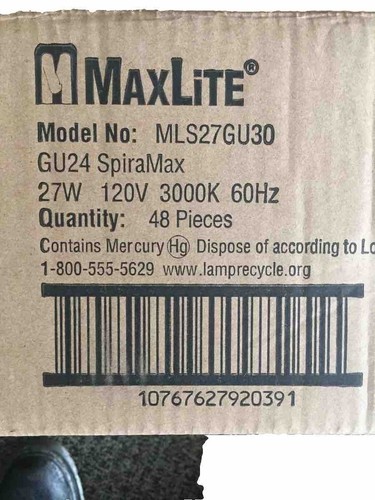 MAXLITE®
Model No: MLS27GU30
GU24 SpiraMax
27W 120V 3000K 60Hz
Quantity: 48 Pieces
Contains Mercury Hg Dispose of according to Lo
1-800-555-5629 www.lamprecycle.org
10767627920391